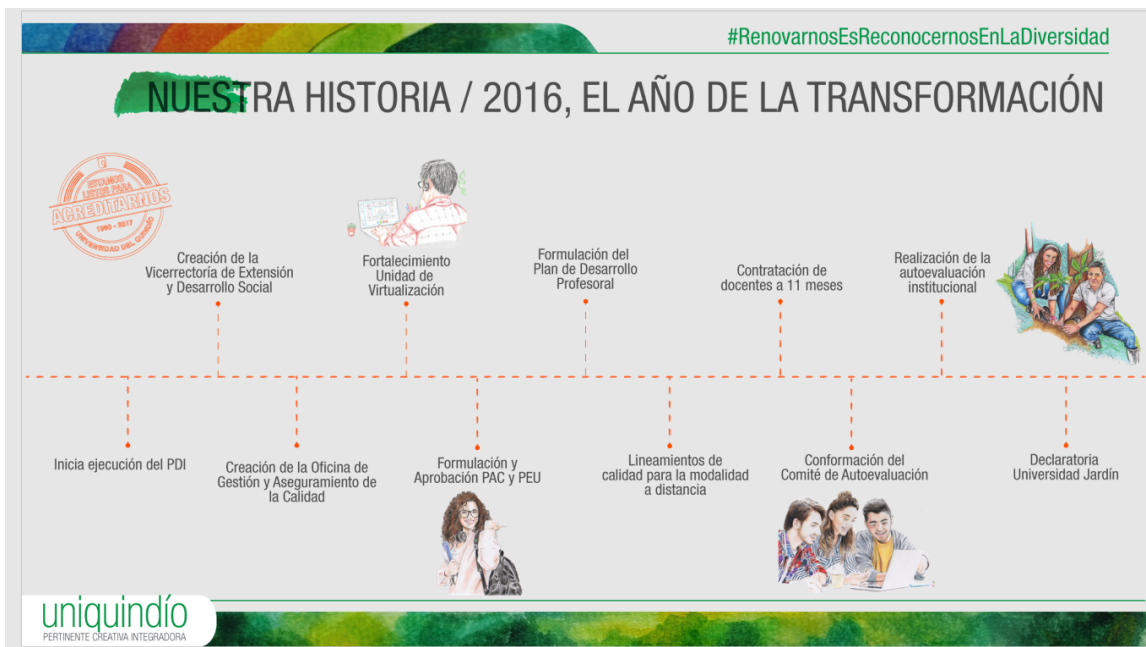 #RenovarnosEsReconocernosEnLaDiversidad
NUESTRA HISTORIA / 2016, EL AÑO DE LA TRANSFORMACIÓN
ESTAMOS
LISTOS PARA
ACREDITARNOS
1960 - 2017
UNIVERSIDAD DEL QUINDÍO
Creación de la
Vicerrectoría de Extensión
y Desarrollo Social
Fortalecimiento
Unidad de
Virtualización
Formulación del
Plan de Desarrollo
Profesoral
Contratación de
docentes a 11 meses
Realización de la
autoevaluación
institucional
Inicia ejecución del PDI
Creación de la Oficina de
Gestión y Aseguramiento de
la Calidad
Formulación y
Aprobación PAC y PEU
Lineamientos de
calidad para la modalidad
a distancia
Conformación del
Comité de Autoevaluación
Declaratoria
Universidad Jardín
uniquindío
PERTINENTE CREATIVA INTEGRADORA